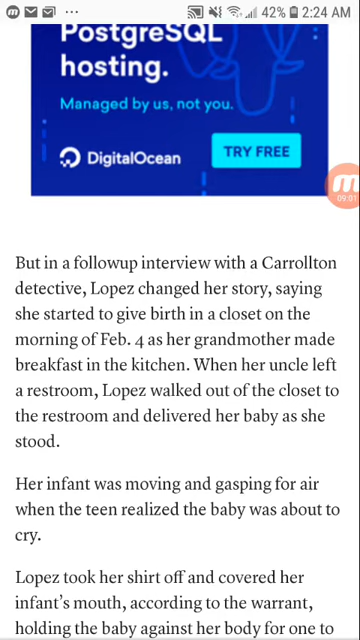 42% 2:24 AM
PostgreSQL
hosting.
Managed by us, not you.
DigitalOcean
TRY FREE
09:01
But in a followup interview with a Carrollton
detective, Lopez changed her story, saying
she started to give birth in a closet on the
morning of Feb. 4 as her grandmother made
breakfast in the kitchen. When her uncle left
a restroom, Lopez walked out of the closet to
the restroom and delivered her baby as she
stood.
Her infant was moving and gasping for air
when the teen realized the baby was about to
cry.
Lopez took her shirt off and covered her
infant’s mouth, according to the warrant,
holding the baby against her body for one to